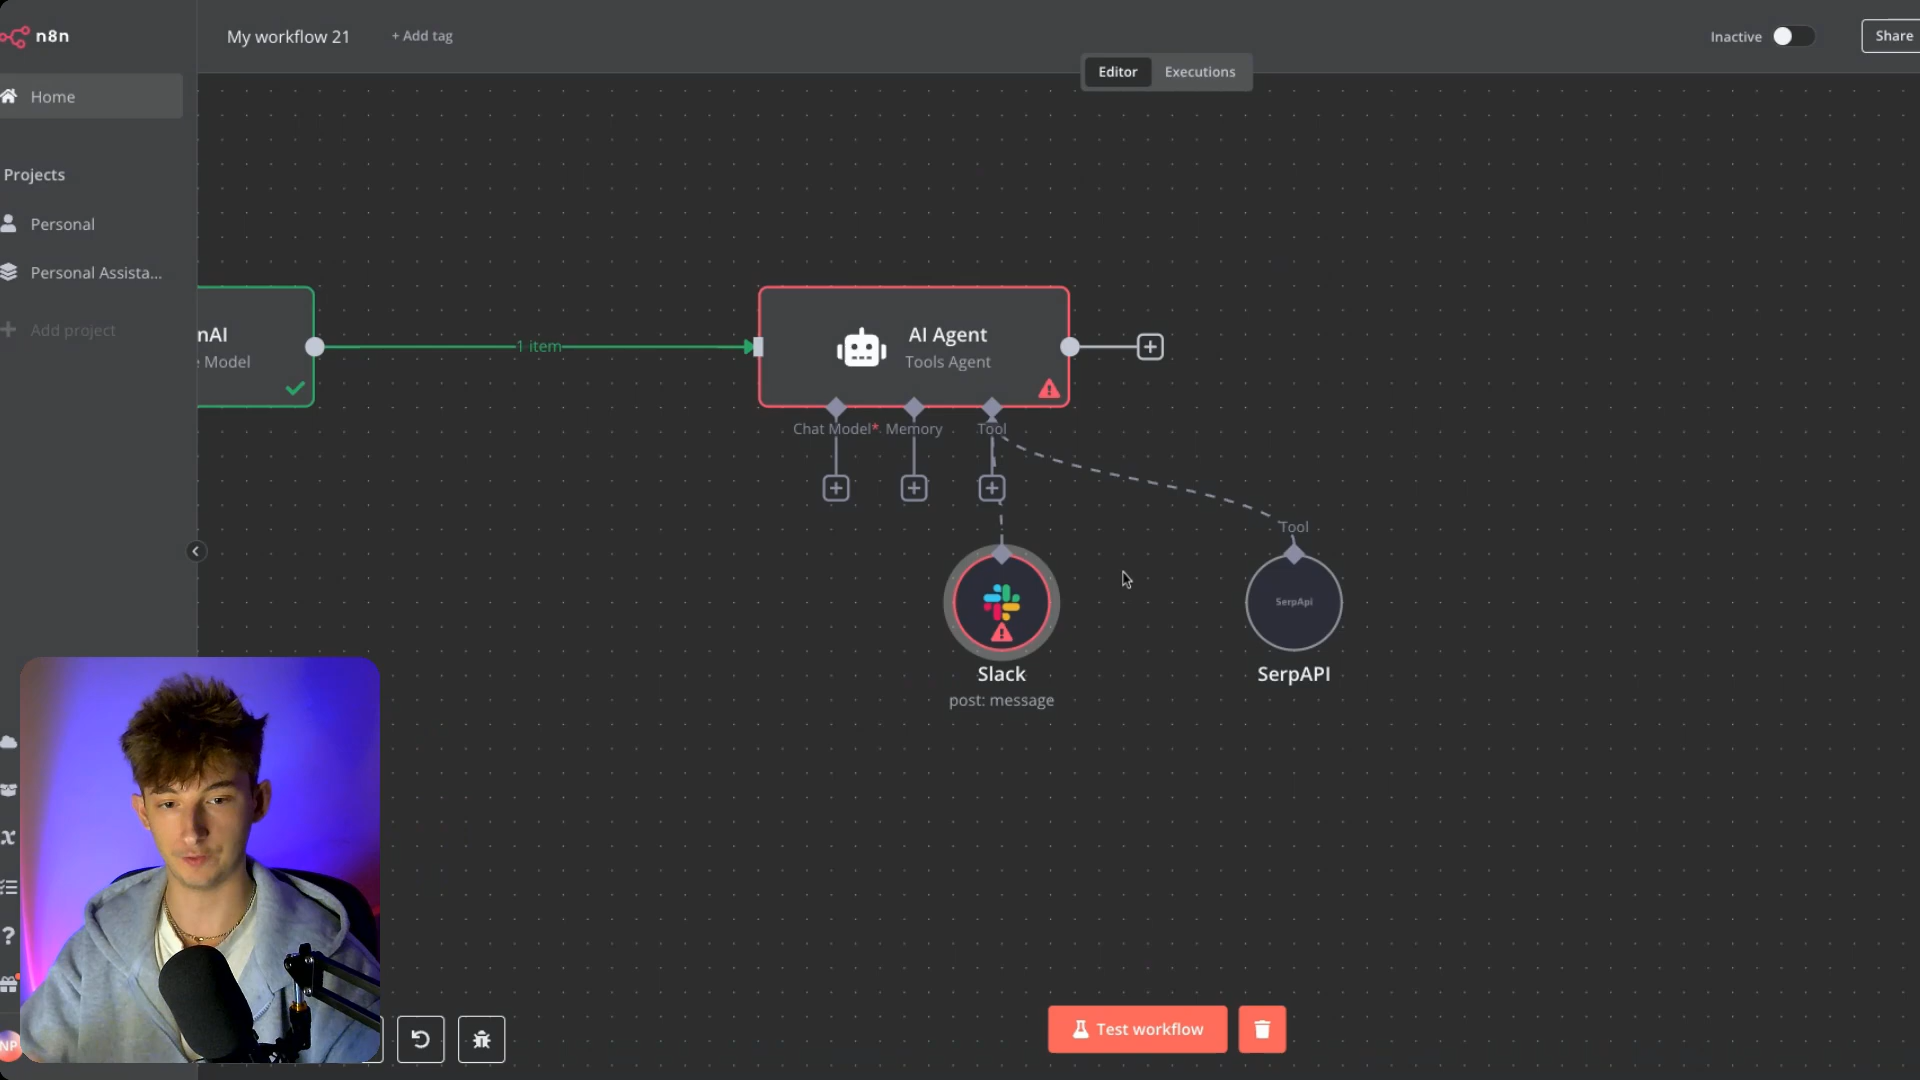 n8n
My workflow 21
+ Add tag
Inactive
Share
Editor
Executions
Home
Projects
Personal
Personal Assista...
Add project
nAI
e Model
1 item
AI Agent
Tools Agent
Chat Model*
Memory
Tool
Tool
SerpApi
Slack
post: message
SerpAPI
NP
Test workflow